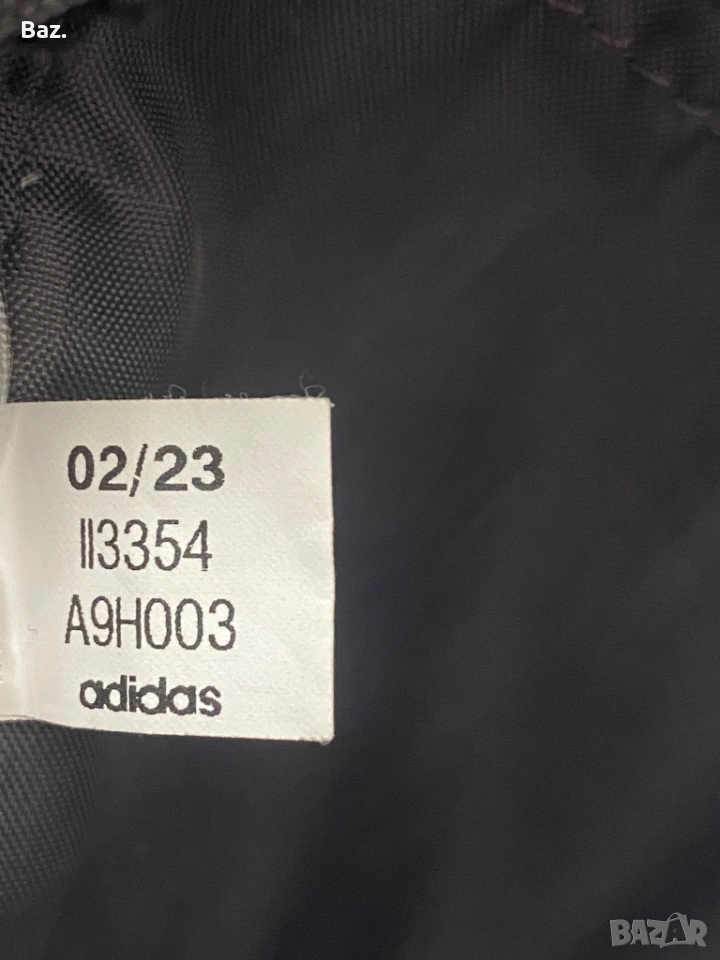 Baz.
02/23
II3354
A9H003
adidas
BAZAR